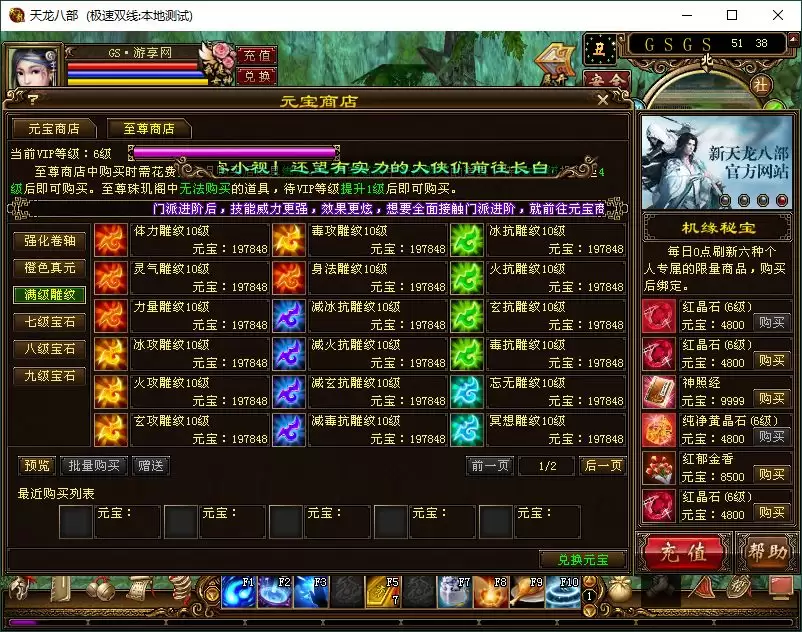 天龙八部 (极速双线:本地测试)
GS·游享网
充值
兑换
丑
GSGS 51 38
北
社
安全
元宝商店
元宝商店 至尊商店
当前VIP等级：6级
小视！还望有实力的大侠们前往长白
至尊商店中购买时需花费
4
级后即可购买。至尊珠玑阁中无法购买的道具，待VIP等级提升1级后即可购买。
门派进阶后，技能威力更强，效果更炫，想要全面接触门派进阶，就前往元宝商
强化卷轴
橙色真元
满级雕纹
七级宝石
八级宝石
九级宝石
体力雕纹10级 毒攻雕纹10级 冰抗雕纹10级
元宝：197848 元宝：197848 元宝：197848
灵气雕纹10级 身法雕纹10级 火抗雕纹10级
元宝：197848 元宝：197848 元宝：197848
力量雕纹10级 减冰抗雕纹10级 玄抗雕纹10级
元宝：197848 元宝：197848 元宝：197848
冰攻雕纹10级 减火抗雕纹10级 毒抗雕纹10级
元宝：197848 元宝：197848 元宝：197848
火攻雕纹10级 减玄抗雕纹10级 忘无雕纹10级
元宝：197848 元宝：197848 元宝：197848
玄攻雕纹10级 减毒抗雕纹10级 冥想雕纹10级
元宝：197848 元宝：197848 元宝：197848
预览 批量购买 赠送 前一页 1/2 后一页
最近购买列表
元宝： 元宝： 元宝： 元宝： 元宝：
兑换元宝
新天龙八部
官方网站
机缘秘宝
每日0点刷新六种个
人专属的限量商品，购买
后绑定。
红晶石(6级)
元宝：4800 购买
红晶石(6级)
元宝：4800 购买
神照经
元宝：9999 购买
纯净黄晶石(6级)
元宝：4800 购买
红郁金香
元宝：8500 购买
红晶石(6级)
元宝：4800 购买
充值 帮助
F1 F2 F3 F5 F7 F8 F9 F10
7 1